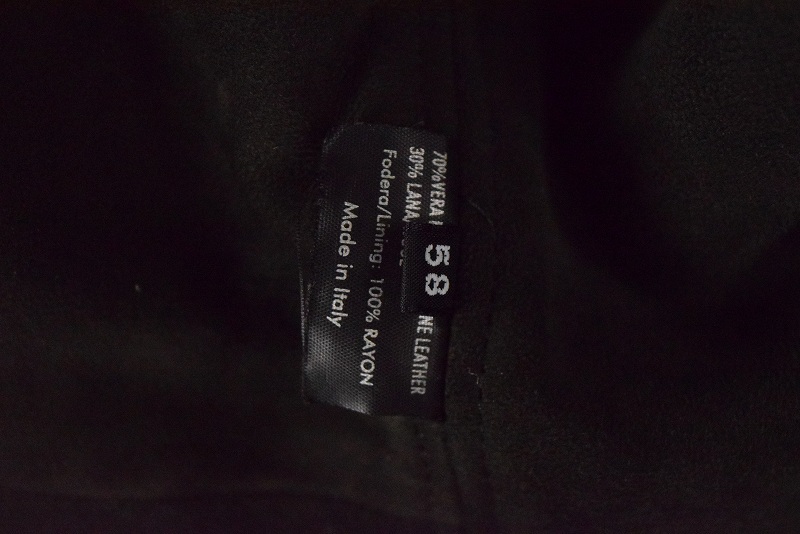 70% VERA
NE LEATHER
30% LANA,
Fodera/Lining: 100% RAYON
Made in Italy
58